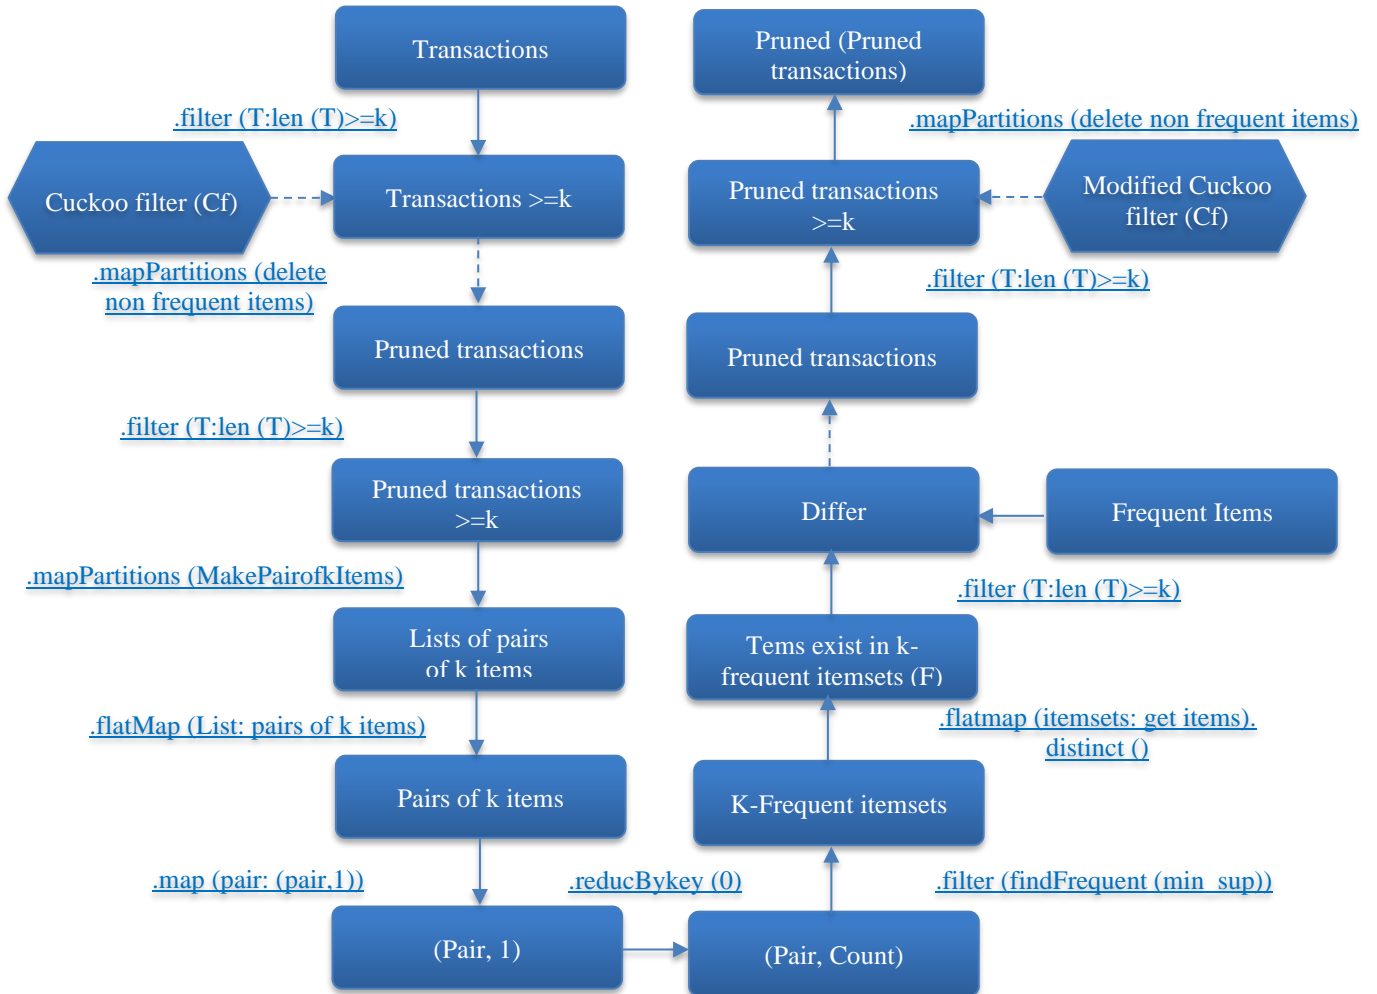 Transactions
.filter (T:len (T)>=k)
Cuckoo filter (Cf)
Transactions >=k
.mapPartitions (delete
non frequent items)
Pruned transactions
.filter (T:len (T)>=k)
Pruned transactions
>=k
.mapPartitions (MakePairofkItems)
Lists of pairs
of k items
.flatMap (List: pairs of k items)
Pairs of k items
.map (pair: (pair,1))
(Pair, 1)
.reducBykey (0)
(Pair, Count)
.filter (findFrequent (min_sup))
K-Frequent itemsets
.flatmap (itemsets: get items).
distinct ()
Tems exist in k-
frequent itemsets (F)
.filter (T:len (T)>=k)
Differ
Frequent Items
Pruned transactions
.filter (T:len (T)>=k)
Pruned transactions
>=k
Modified Cuckoo
filter (Cf)
.mapPartitions (delete non frequent items)
Pruned (Pruned
transactions)